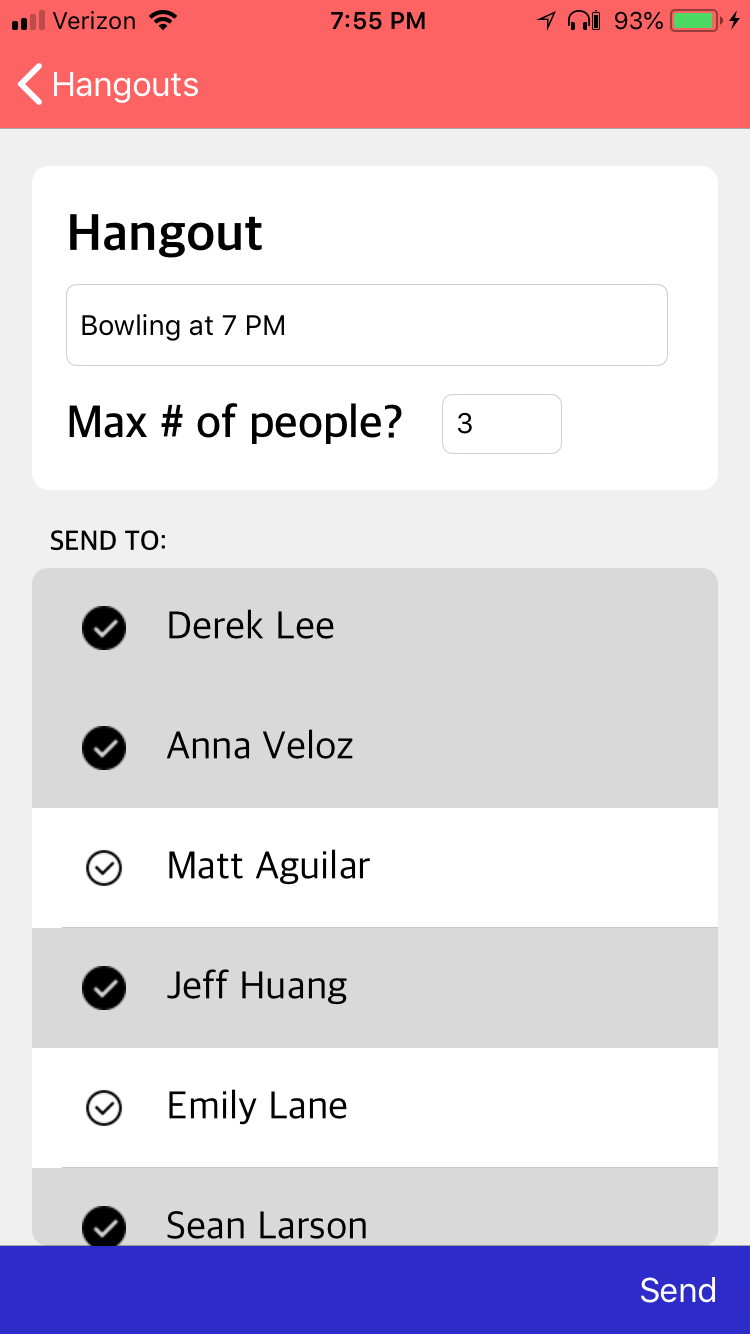 Verizon 7:55 PM 93%
Hangouts
Hangout
Bowling at 7 PM
Max # of people? 3
SEND TO:
Derek Lee
Anna Veloz
Matt Aguilar
Jeff Huang
Emily Lane
Sean Larson
Send